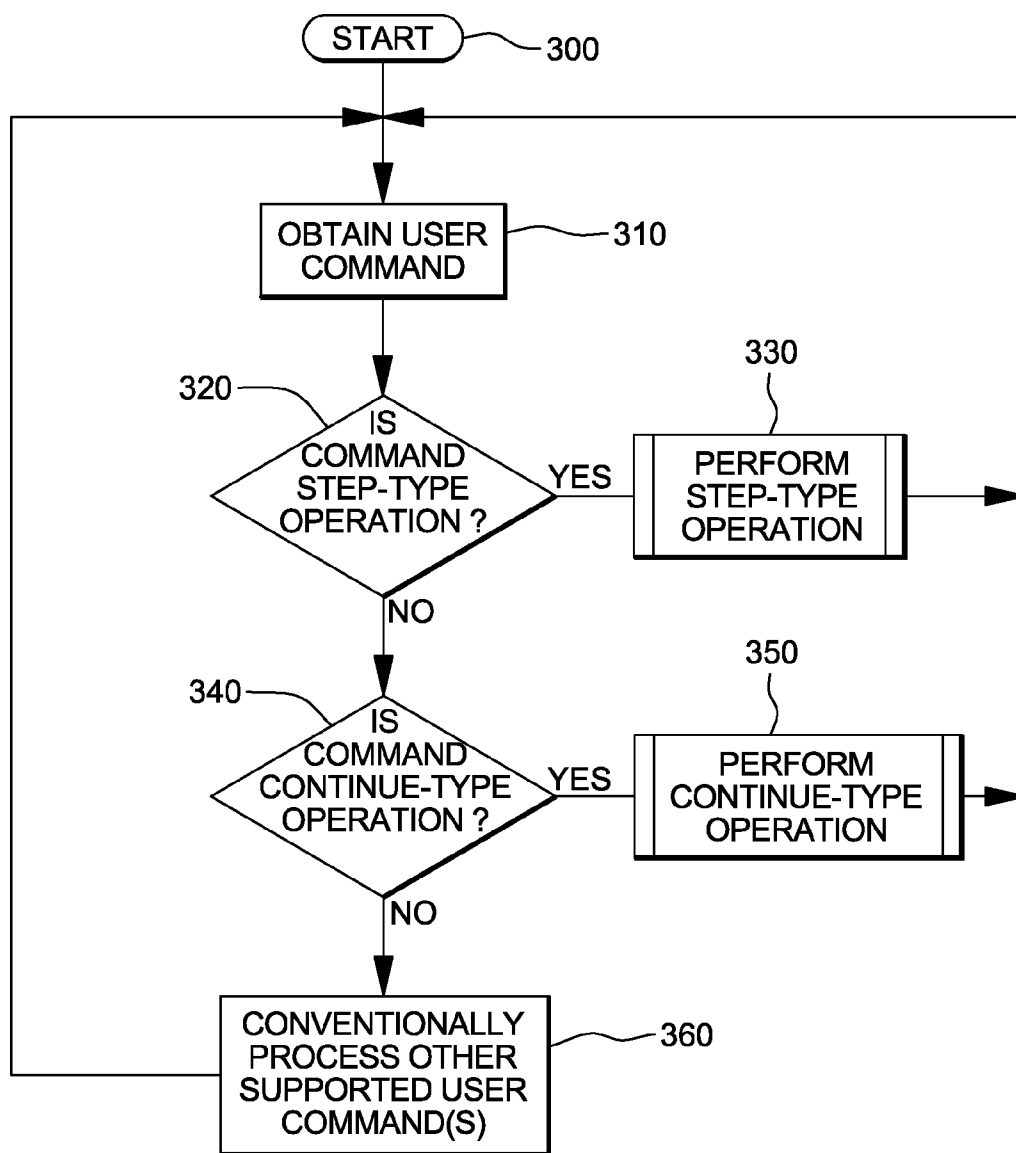 START
300
OBTAIN USER
COMMAND
310
320
IS
COMMAND
STEP-TYPE
OPERATION ?
YES
NO
330
PERFORM
STEP-TYPE
OPERATION
340
IS
COMMAND
CONTINUE-TYPE
OPERATION ?
YES
NO
350
PERFORM
CONTINUE-TYPE
OPERATION
CONVENTIONALLY
PROCESS OTHER
SUPPORTED USER
COMMAND(S)
360